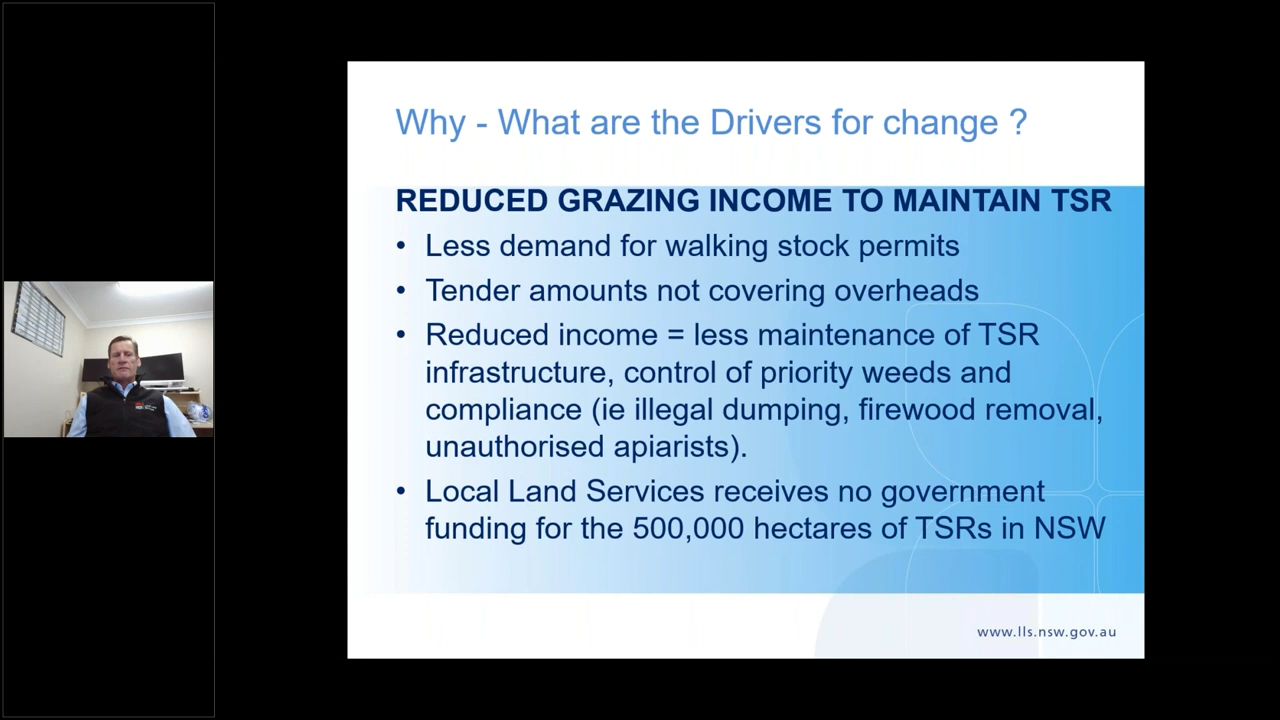 Why - What are the Drivers for change ?
REDUCED GRAZING INCOME TO MAINTAIN TSR
• Less demand for walking stock permits
• Tender amounts not covering overheads
• Reduced income = less maintenance of TSR
infrastructure, control of priority weeds and
compliance (ie illegal dumping, firewood removal,
unauthorised apiarists).
• Local Land Services receives no government
funding for the 500,000 hectares of TSRs in NSW
www.lls.nsw.gov.au